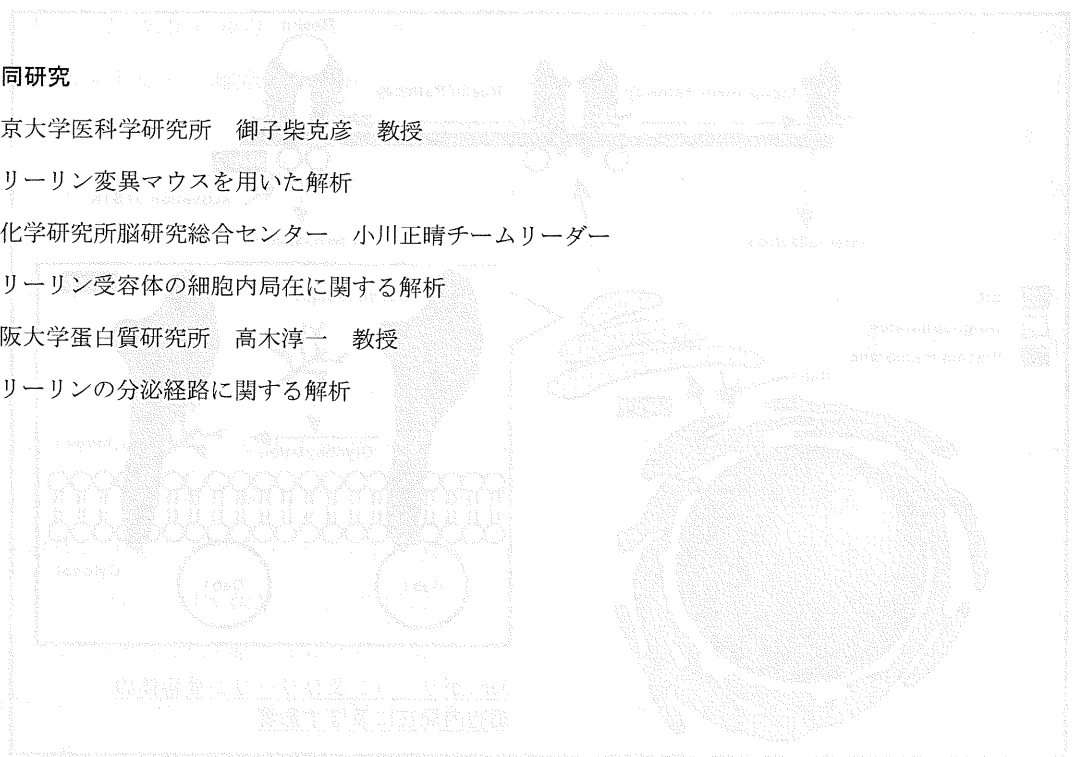 同研究
京大学医科学研究所　御子柴克彦　教授
リーリン変異マウスを用いた解析
化学研究所脳研究総合センター　小川正晴チームリーダー
リーリン受容体の細胞内局在に関する解析
阪大学蛋白質研究所　高木淳一　教授
リーリンの分泌経路に関する解析